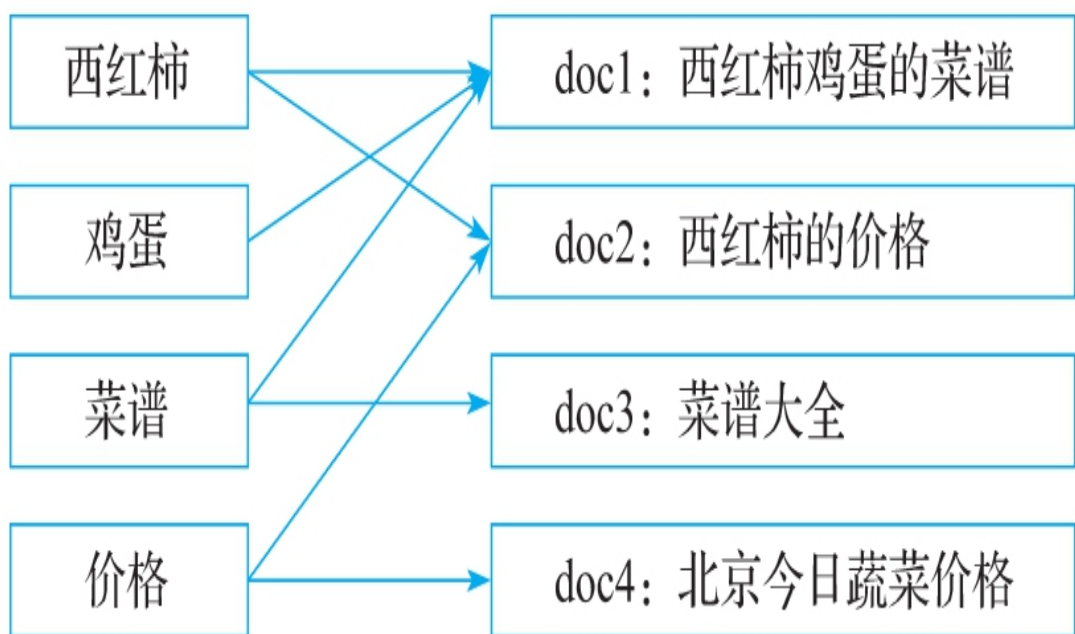 西红柿
doc1：西红柿鸡蛋的菜谱
鸡蛋
doc2：西红柿的价格
菜谱
doc3：菜谱大全
价格
doc4：北京今日蔬菜价格